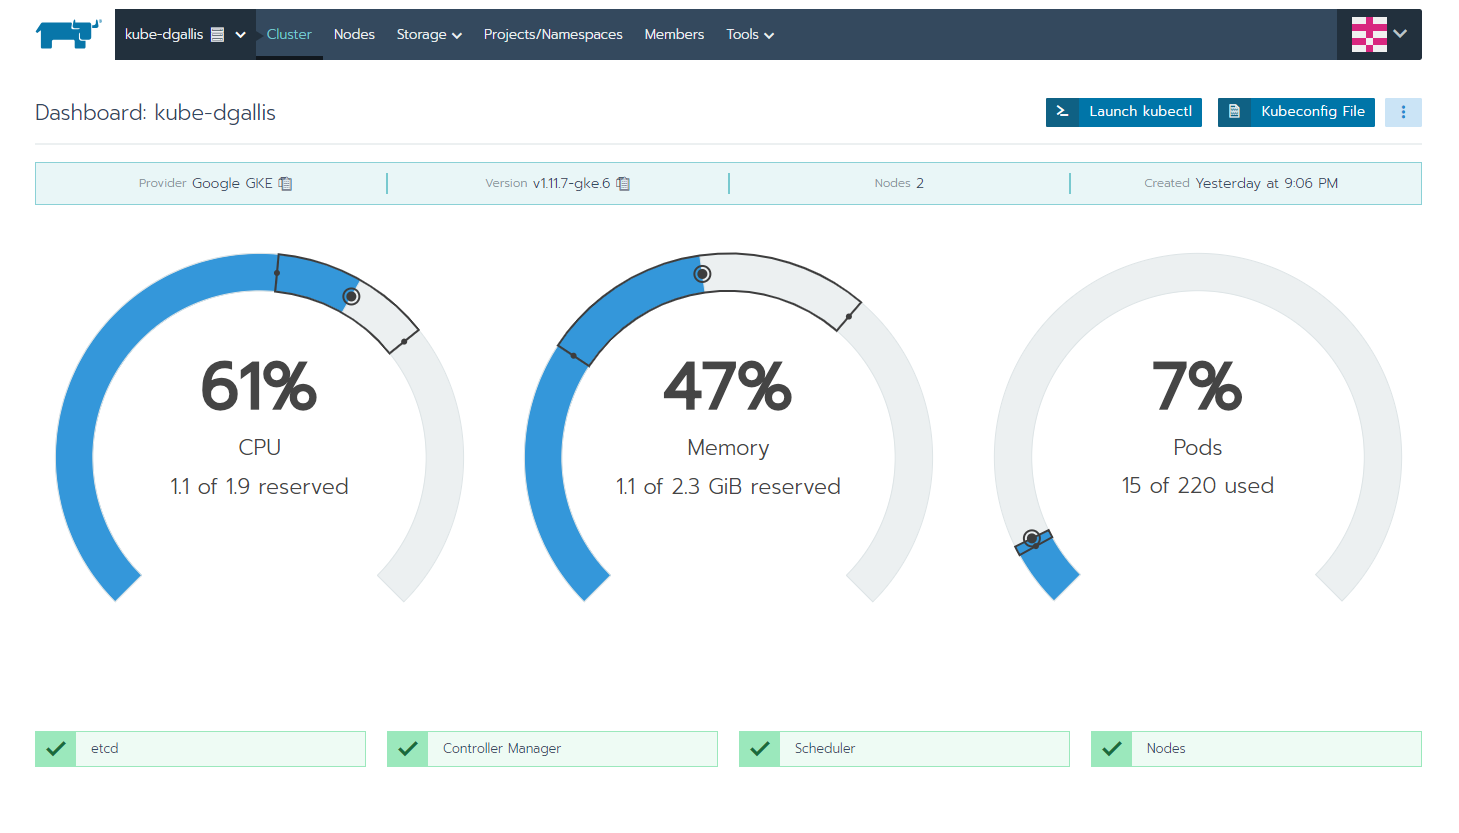 kube-dgallis Cluster Nodes Storage Projects/Namespaces Members Tools
Dashboard: kube-dgallis
Launch kubectl
Kubeconfig File
Provider Google GKE
Version v1.11.7-gke.6
Nodes 2
Created Yesterday at 9:06 PM
61%
CPU
1.1 of 1.9 reserved
47%
Memory
1.1 of 2.3 GiB reserved
7%
Pods
15 of 220 used
etcd
Controller Manager
Scheduler
Nodes